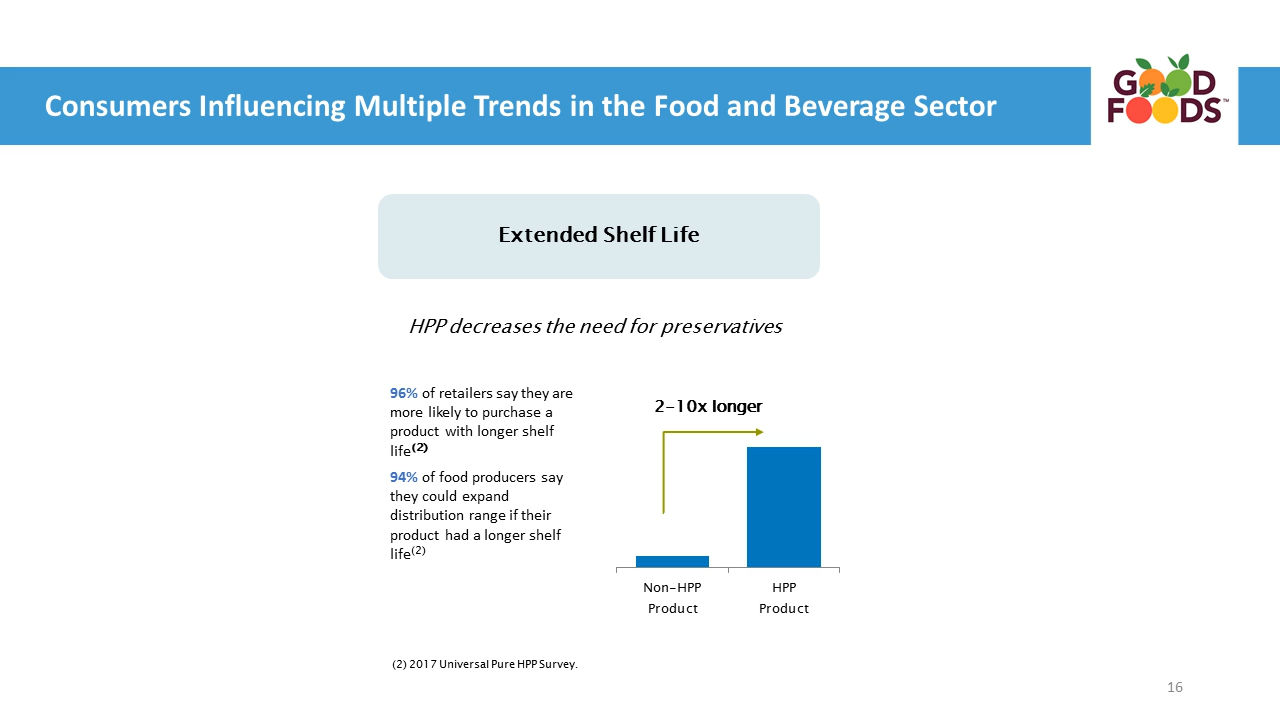 Consumers Influencing Multiple Trends in the Food and Beverage Sector
GOOD
FOODS™
Extended Shelf Life
HPP decreases the need for preservatives
96% of retailers say they are
more likely to purchase a
product with longer shelf
life(2)
94% of food producers say
they could expand
distribution range if their
product had a longer shelf
life(2)
2-10x longer
Non-HPP
Product
HPP
Product
(2) 2017 Universal Pure HPP Survey.
16